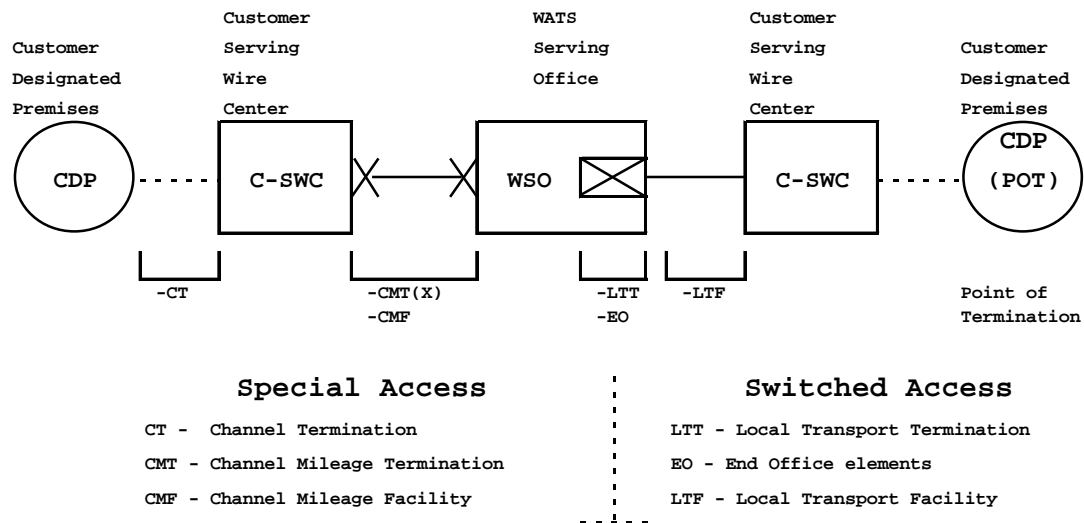 Customer WATS Customer
Customer Serving Serving Serving Customer
Designated Wire Office Wire Designated
Premises Center Center Premises
CDP
CDP C-SWC WSO C-SWC (POT)
-CT -CMT(X) -LTT -LTF Point of
-CMF -EO Termination
Special Access Switched Access
CT - Channel Termination LTT - Local Transport Termination
CMT - Channel Mileage Termination EO - End Office elements
CMF - Channel Mileage Facility LTF - Local Transport Facility